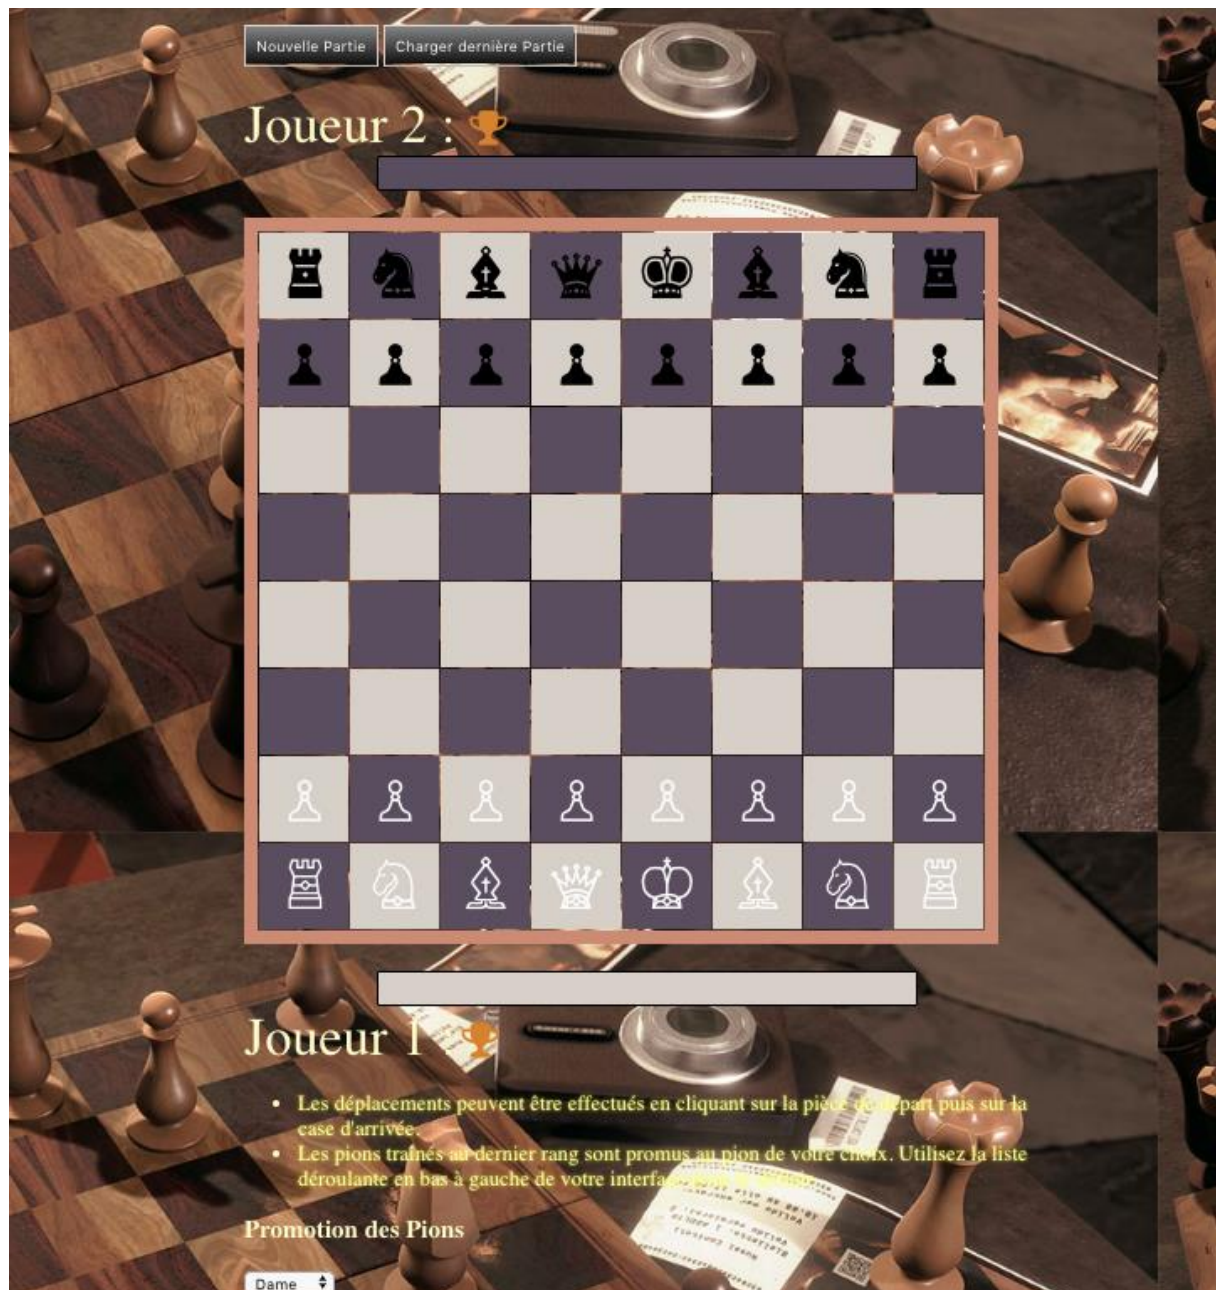 Nouvelle Partie
Charger dernière Partie
Joueur 2 :
Joueur 1 :
Les déplacements peuvent être effectués en cliquant sur la pièce de départ puis sur la
case d'arrivée.
Les pions traînés au dernier rang sont promus au pion de votre choix. Utilisez la liste
déroulante en bas à gauche de votre interface
Promotion des Pions
Dame